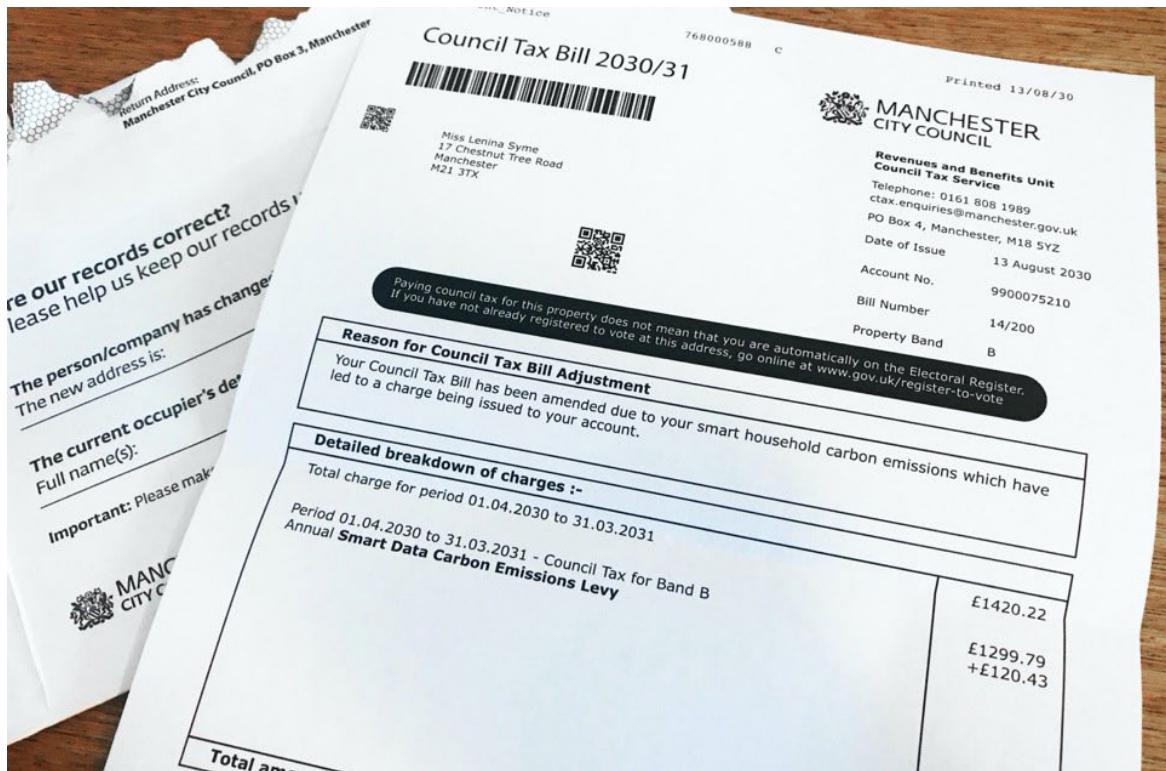 Notice
768000588 C
Printed 13/08/30
Council Tax Bill 2030/31
MANCHESTER
CITY COUNCIL
Miss Lenina Syme
17 Chestnut Tree Road
Manchester
M21 3TX
Revenues and Benefits Unit
Council Tax Service
Telephone: 0161 808 1989
ctax.enquiries@manchester.gov.uk
PO Box 4, Manchester, M18 5YZ
Date of Issue 13 August 2030
Account No. 9900075210
Bill Number 14/200
Property Band B
Paying council tax for this property does not mean that you are automatically on the Electoral Register.
If you have not already registered to vote at this address, go online at www.gov.uk/register-to-vote
Reason for Council Tax Bill Adjustment
Your Council Tax Bill has been amended due to your smart household carbon emissions which have
led to a charge being issued to your account.
Detailed breakdown of charges :-
Total charge for period 01.04.2030 to 31.03.2031 £1420.22
Period 01.04.2030 to 31.03.2031 - Council Tax for Band B £1299.79
Annual Smart Data Carbon Emissions Levy +£120.43
Total
Return Address:
Manchester City Council, PO Box 3, Manchester
re our records correct?
lease help us keep our records
The person/company has change
The new address is:
The current occupier's det
Full name(s):
Important: Please mak
MANC
CITY C